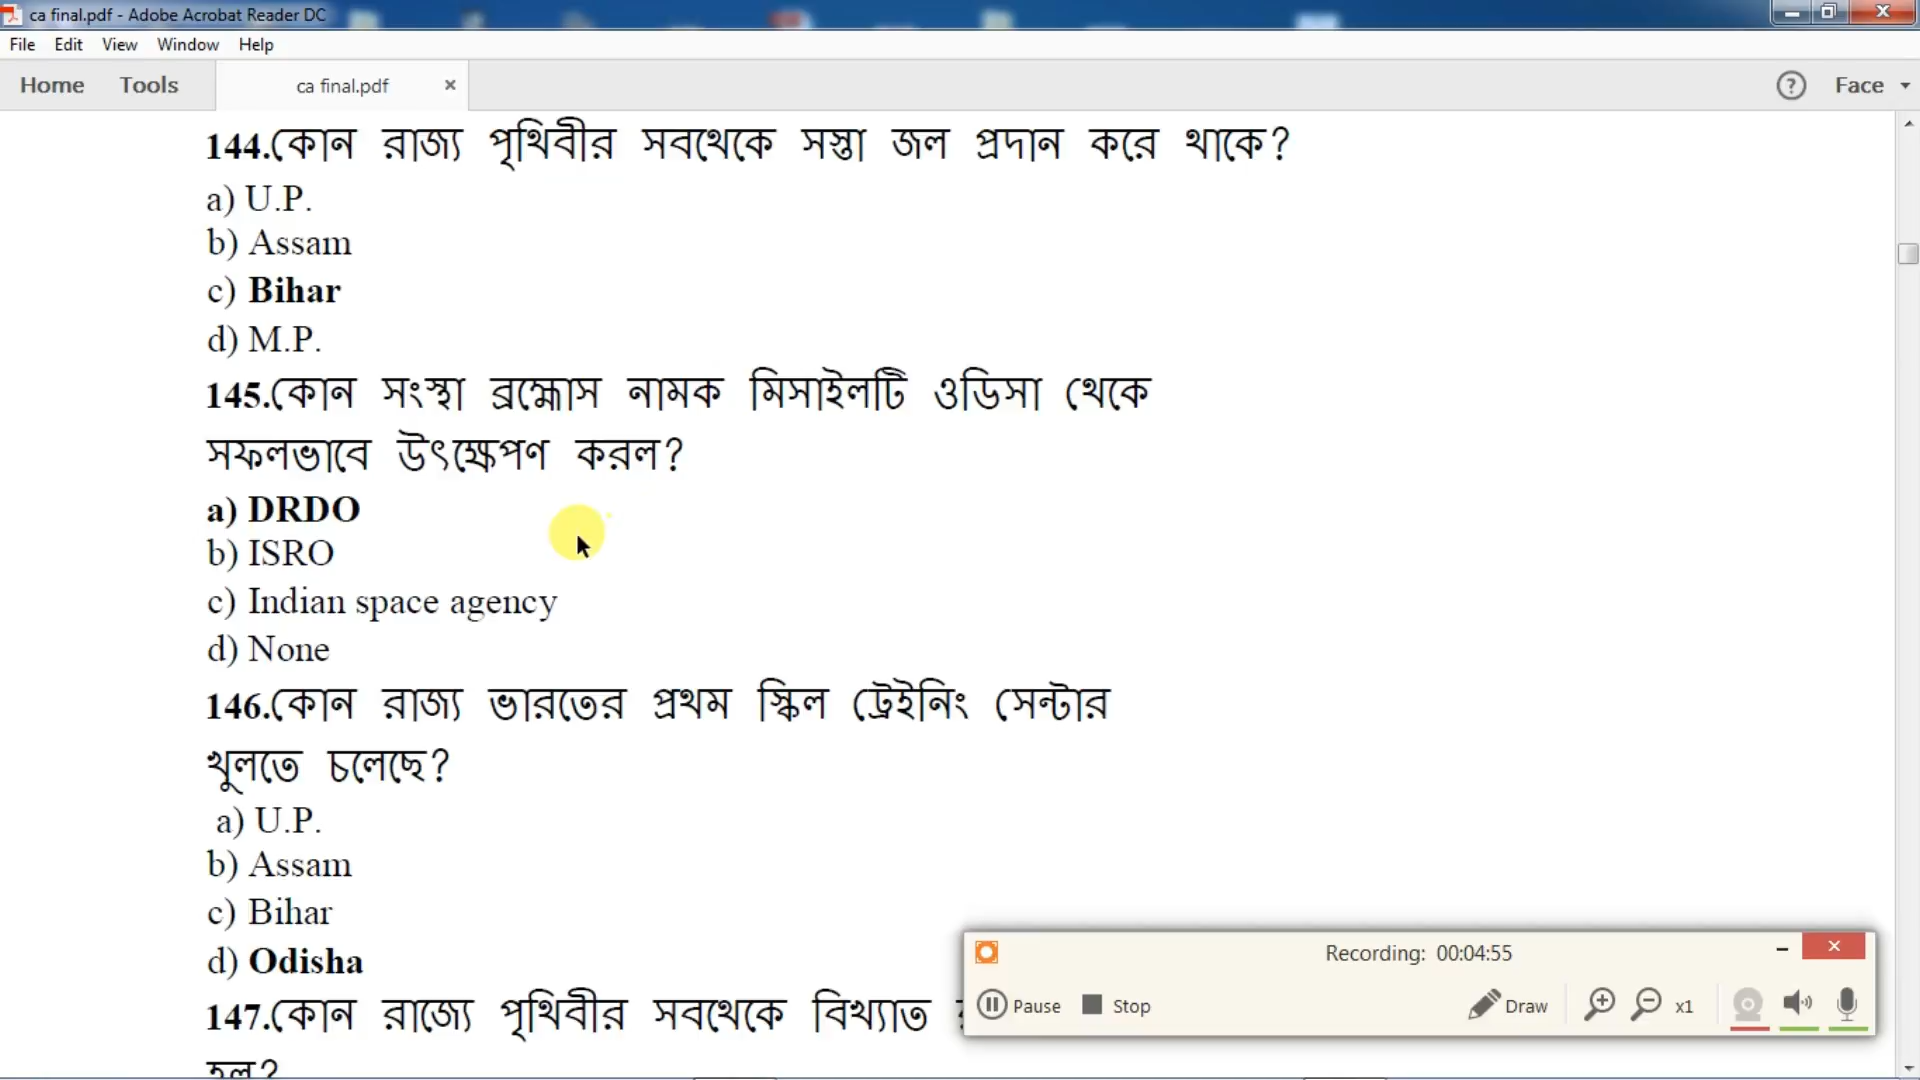 ca final.pdf - Adobe Acrobat Reader DC
File Edit View Window Help
Home Tools ca final.pdf × ? Face
144.কোন রাজ্য পৃথিবীর সবথেকে সস্তা জল প্রদান করে থাকে?
a) U.P.
b) Assam
c) Bihar
d) M.P.
145.কোন সংস্থা ব্রহ্মোস নামক মিসাইলটি ওডিসা থেকে
সফলভাবে উৎক্ষেপণ করল?
a) DRDO
b) ISRO
c) Indian space agency
d) None
146.কোন রাজ্য ভারতের প্রথম স্কিল ট্রেইনিং সেন্টার
খুলতে চলেছে?
a) U.P.
b) Assam
c) Bihar
d) Odisha
147.কোন রাজ্যে পৃথিবীর সবথেকে বিখ্যাত
হল?
Recording: 00:04:55
Pause Stop Draw x1